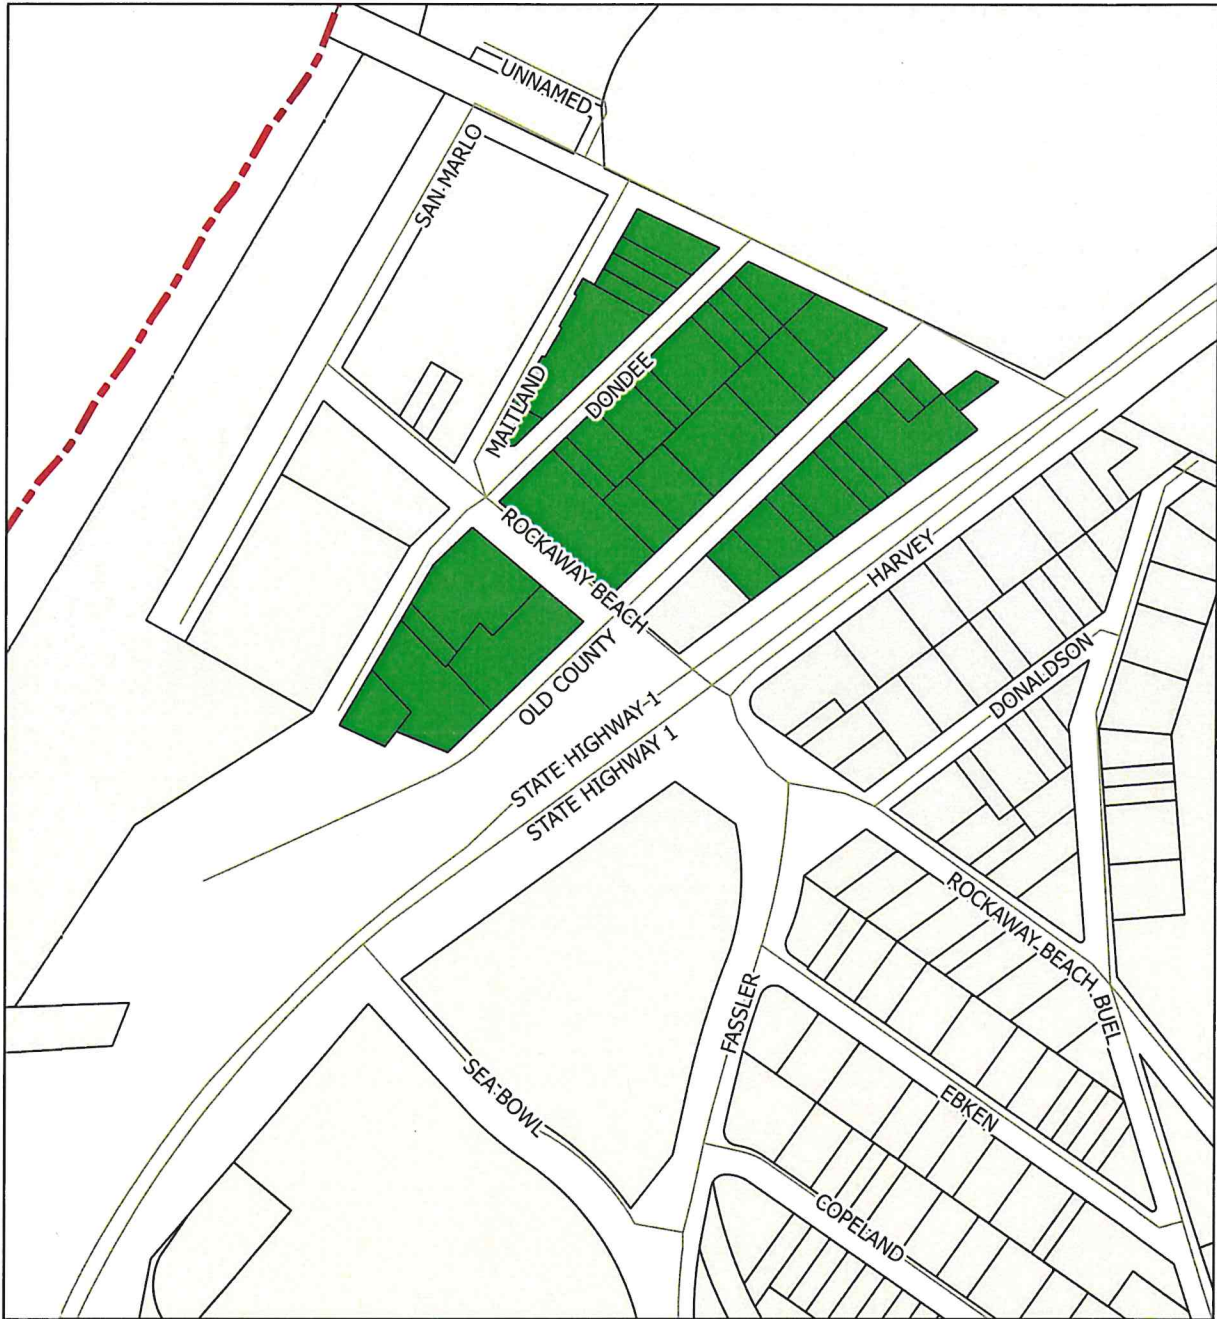 UNNAMED
SAN MARLO
MAITLAND
DONDEE
ROCKAWAY BEACH
HARVEY
OLD COUNTY
DONALDSON
STATE HIGHWAY 1
STATE HIGHWAY 1
ROCKAWAY BEACH
BUEL
FASSLER
SEA BOWL
EBKEN
COPELAND